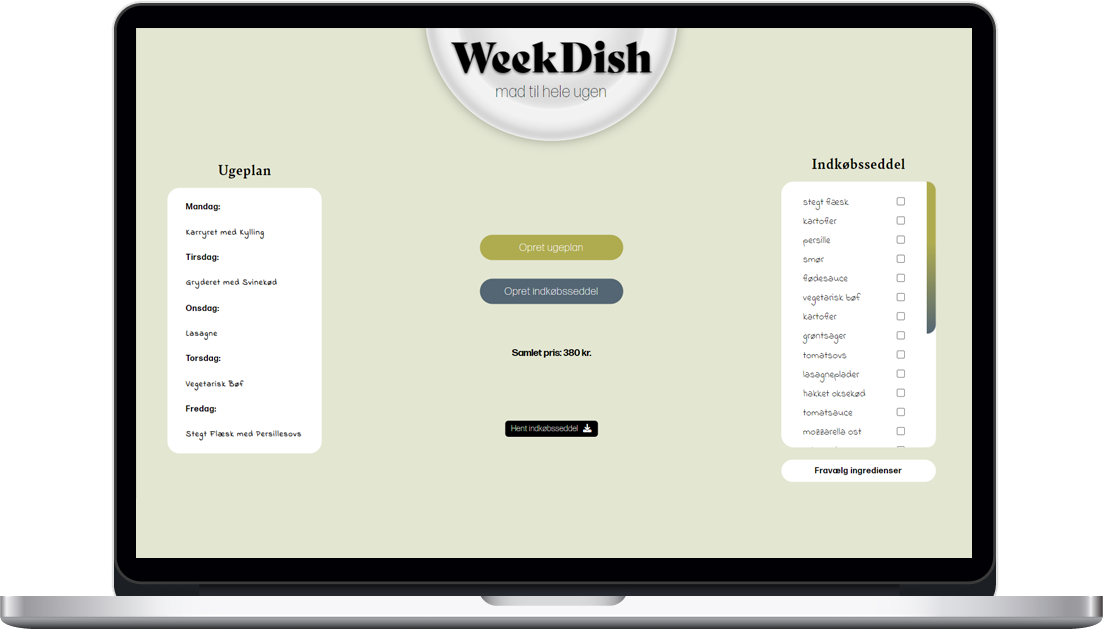 WeekDish
mad til hele ugen
Ugeplan
Mandag:
Karryret med Kylling
Tirsdag:
Gryderet med Svinekød
Onsdag:
Lasagne
Torsdag:
Vegetarisk Bøf
Fredag:
Stegt Flæsk med Persillesovs
Opret ugeplan
Opret indkøbsseddel
Samlet pris: 380 kr.
Hent indkøbsseddel
Indkøbsseddel
stegt flæsk
kartofler
persille
smør
flødesauce
vegetarisk bøf
kartofler
grøntsager
tomatsovs
lasagneplader
hakket oksekød
tomatsauce
mozzarella ost
Fravælg ingredienser